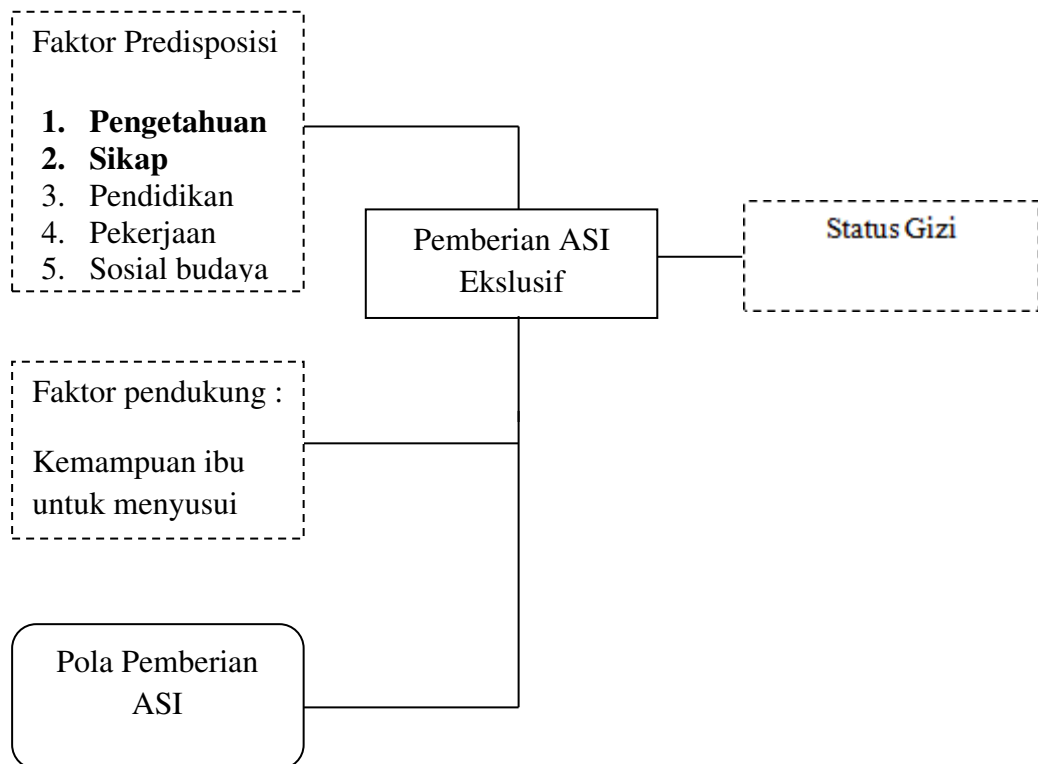 Faktor Predisposisi
1. Pengetahuan
2. Sikap
3. Pendidikan
4. Pekerjaan
5. Sosial budaya
Pemberian ASI
Ekslusif
Status Gizi
Faktor pendukung :
Kemampuan ibu
untuk menyusui
Pola Pemberian
ASI